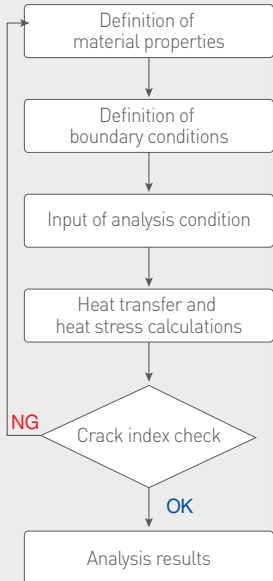 Definition of
material properties
Definition of
boundary conditions
Input of analysis condition
Heat transfer and
heat stress calculations
NG
Crack index check
OK
Analysis results